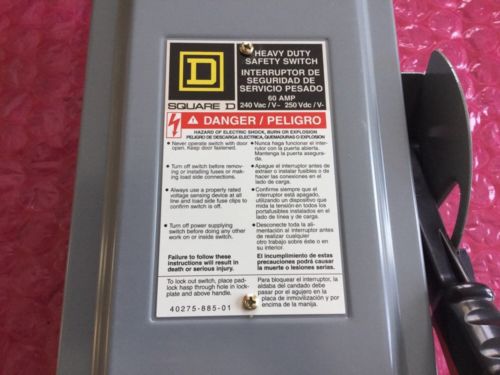 D
SQUARE D
HEAVY DUTY
SAFETY SWITCH
INTERRUPTOR DE
SEGURIDAD DE
SERVICIO PESADO
60 AMP
240 Vac / V~ 250 Vdc / V-
DANGER / PELIGRO
HAZARD OF ELECTRIC SHOCK, BURN OR EXPLOSION
PELIGRO DE DESCARGA ELECTRICA, QUEMADURAS O EXPLOSION
• Never operate switch with door
open. Keep door fastened.
• Turn off switch before remov-
ing or installing fuses or mak-
ing load side connections.
• Always use a properly rated
voltage sensing device at all
line and load side fuse clips to
confirm switch is off.
• Turn off power supplying
switch before doing any other
work on or inside switch.
Failure to follow these
instructions will result in
death or serious injury.
• Nunca haga funcionar el inter-
rutor con la puerta abierta.
Mantenga la puerta asegura-
da.
• Apague el interruptor antes de
extraer o instalar fusibles o de
hacer las conexiones en el
lado de carga.
• Confirme siempre que el
interruptor está apagado,
utilizando un dispositivo que
mida la tensión en todos los
portafusibles instalados en el
lado de línea y de carga.
• Desconecte toda la
alimentación al interruptor antes
de realizar cualquier
otro trabajo sobre éste o en
su interior.
El incumplimiento de estas
precauciones podrá causar
la muerte o lesiones serias.
To lock out switch, place pad-
lock hasp through hole in lock-
plate and above handle.
40275-885-01
Para bloquear el interruptor, la
aldaba del candado debe
pasar por el agujero en la
placa de inmovilización y por
encima de la manija.